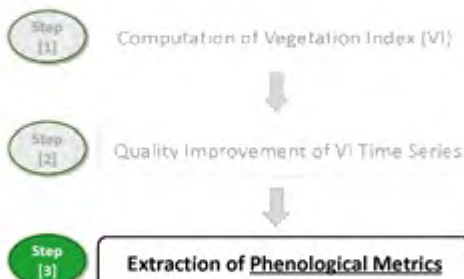 Step
[1]
Computation of Vegetation Index (VI)
Step
[2]
Quality Improvement of VI Time Series
Step
[3]
Extraction of Phenological Metrics